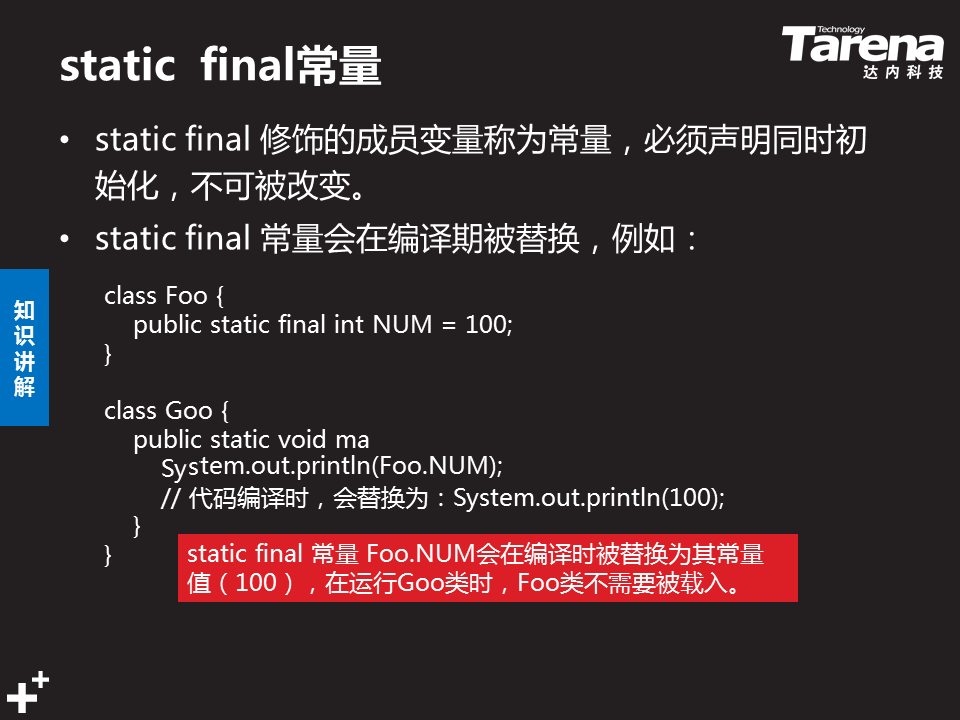 static final常量
Technology
Tarena
达内科技
• static final 修饰的成员变量称为常量，必须声明同时初
始化，不可被改变。
• static final 常量会在编译期被替换，例如：
知
识
讲
解
class Foo {
public static final int NUM = 100;
}
class Goo {
public static void ma
System.out.println(Foo.NUM);
// 代码编译时，会替换为：System.out.println(100);
}
}
static final 常量 Foo.NUM会在编译时被替换为其常量
值（100），在运行Goo类时，Foo类不需要被载入。